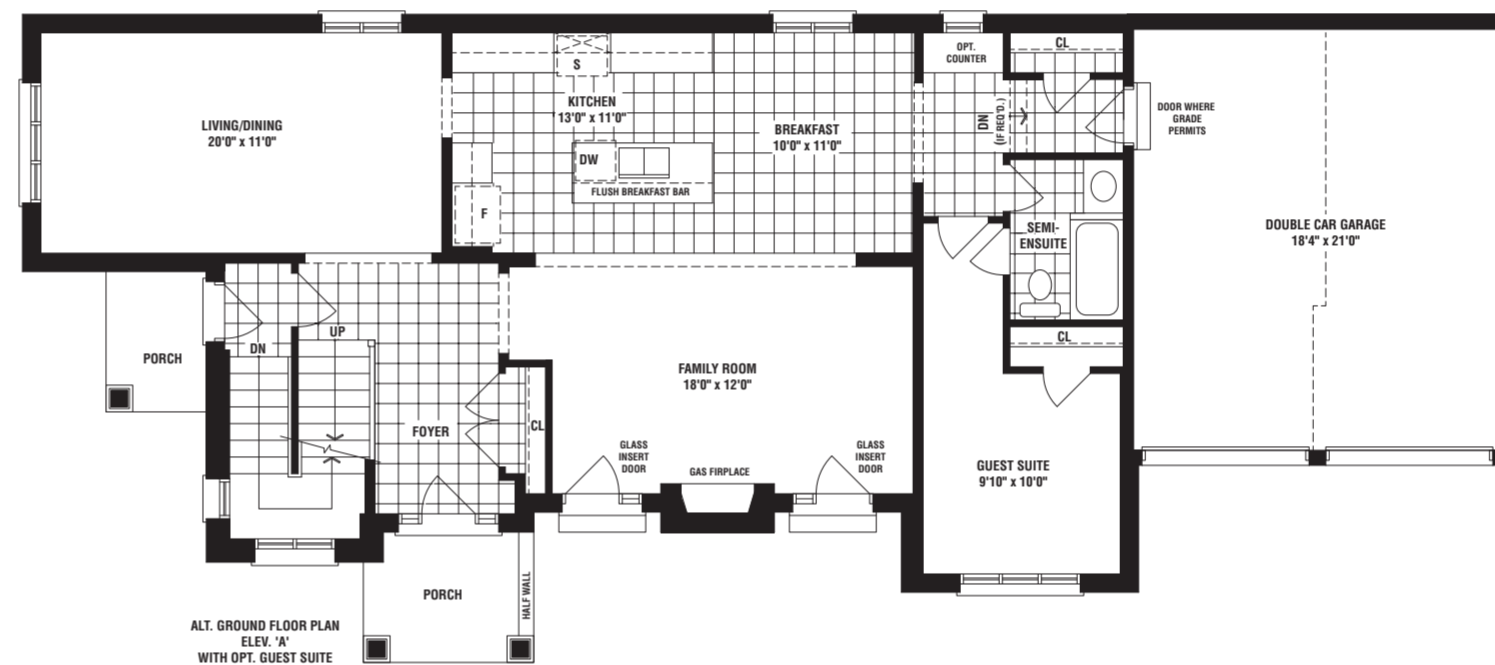 OPT.
COUNTER
CL
S
KITCHEN
13'0" x 11'0"
LIVING/DINING
20'0" x 11'0"
BREAKFAST
10'0" x 11'0"
DN
(IF REQ'D.)
DOOR WHERE
GRADE
PERMITS
DW
FLUSH BREAKFAST BAR
F
SEMI-
ENSUITE
DOUBLE CAR GARAGE
18'4" x 21'0"
UP
DN
PORCH
CL
FAMILY ROOM
18'0" x 12'0"
FOYER
CL
GLASS
INSERT
DOOR
GAS FIREPLACE
GLASS
INSERT
DOOR
GUEST SUITE
9'10" x 10'0"
PORCH
HALF WALL
ALT. GROUND FLOOR PLAN
ELEV. 'A'
WITH OPT. GUEST SUITE